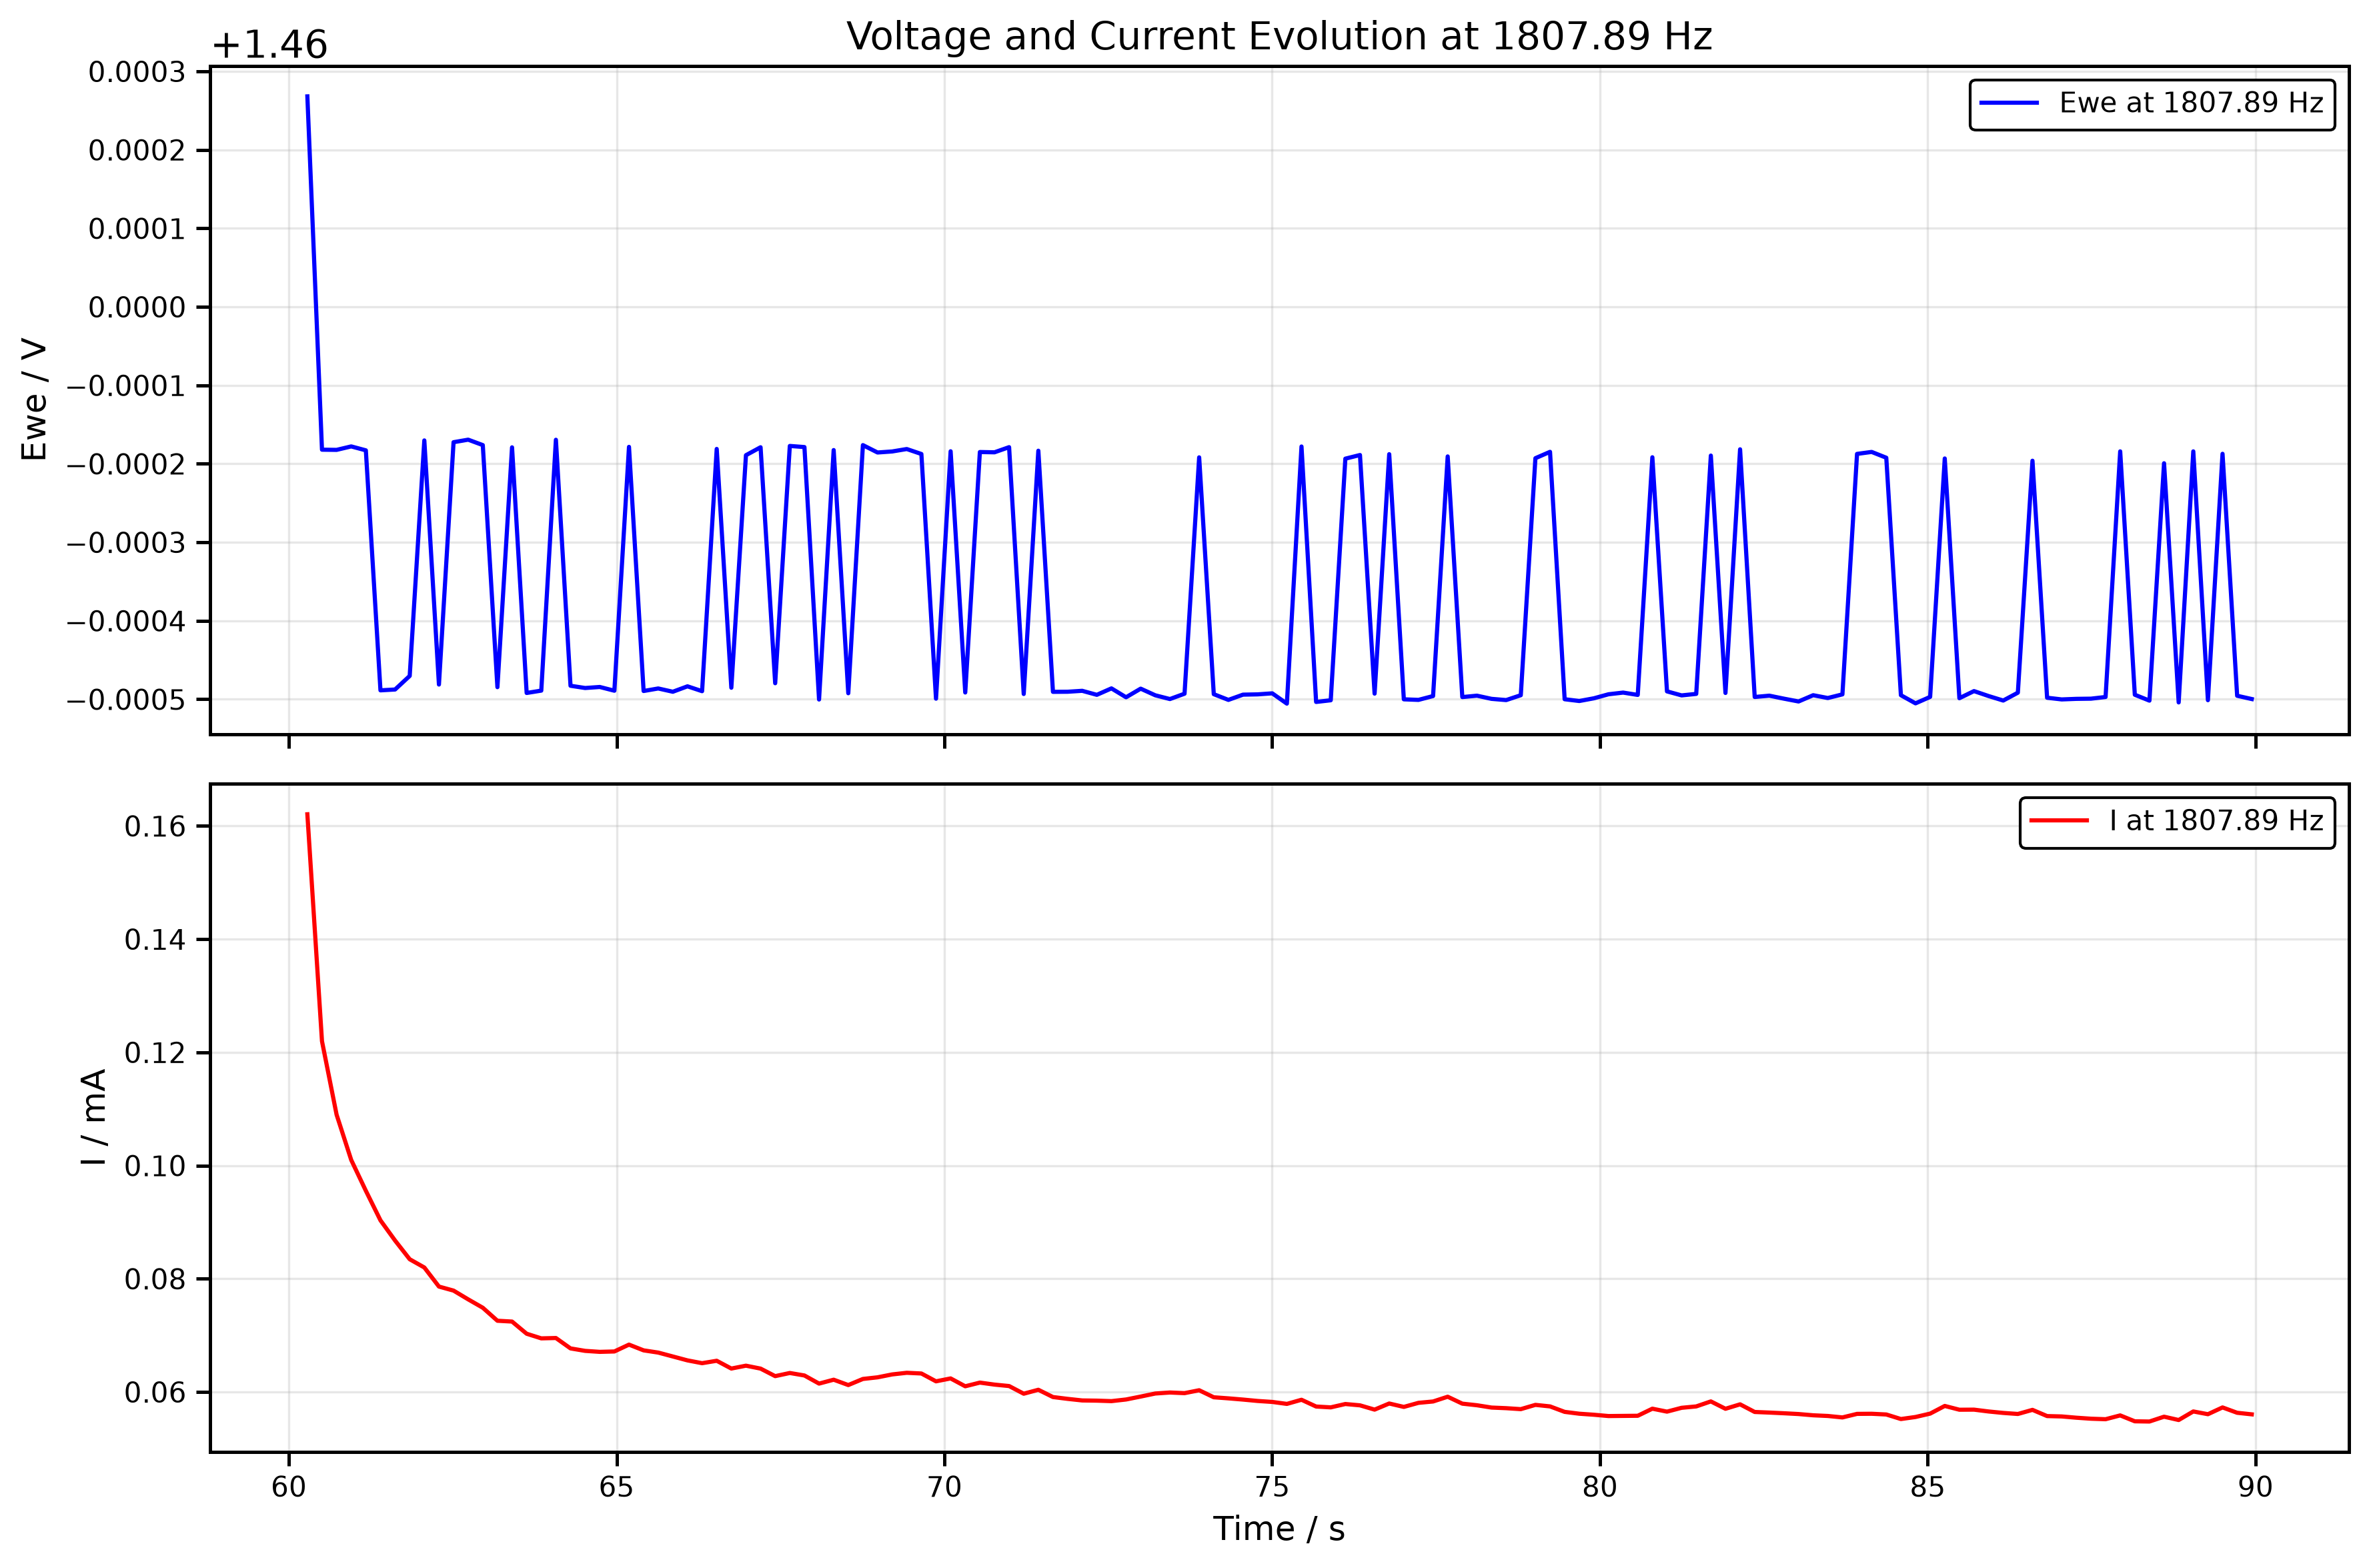 Voltage and Current Evolution at 1807.89 Hz
+1.46
Ewe / V
0.0003
0.0002
0.0001
0.0000
−0.0001
−0.0002
−0.0003
−0.0004
−0.0005
Ewe at 1807.89 Hz
I / mA
0.16
0.14
0.12
0.10
0.08
0.06
I at 1807.89 Hz
60 65 70 75 80 85 90
Time / s